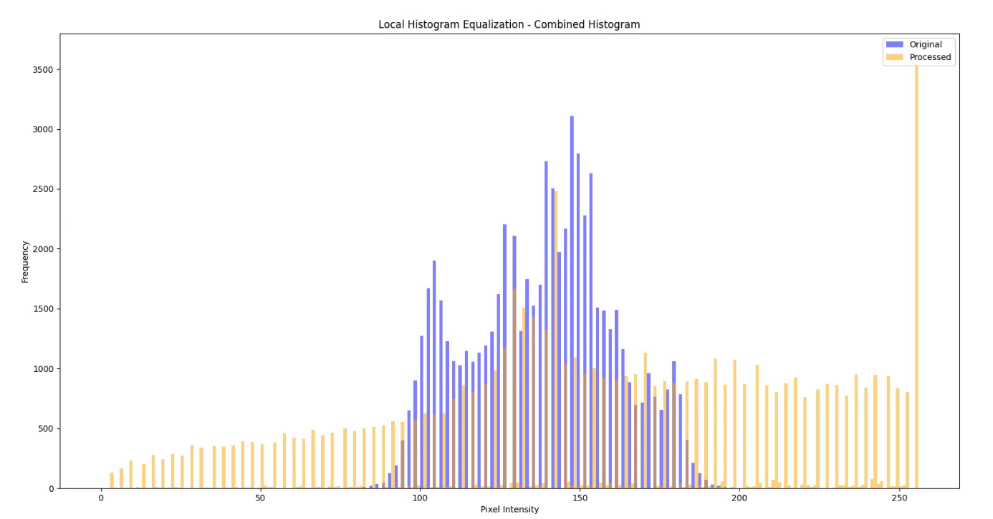 Local Histogram Equalization - Combined Histogram
Original
Processed
3500
3000
2500
2000
1500
1000
500
0
Frequency
0 50 100 150 200 250
Pixel Intensity